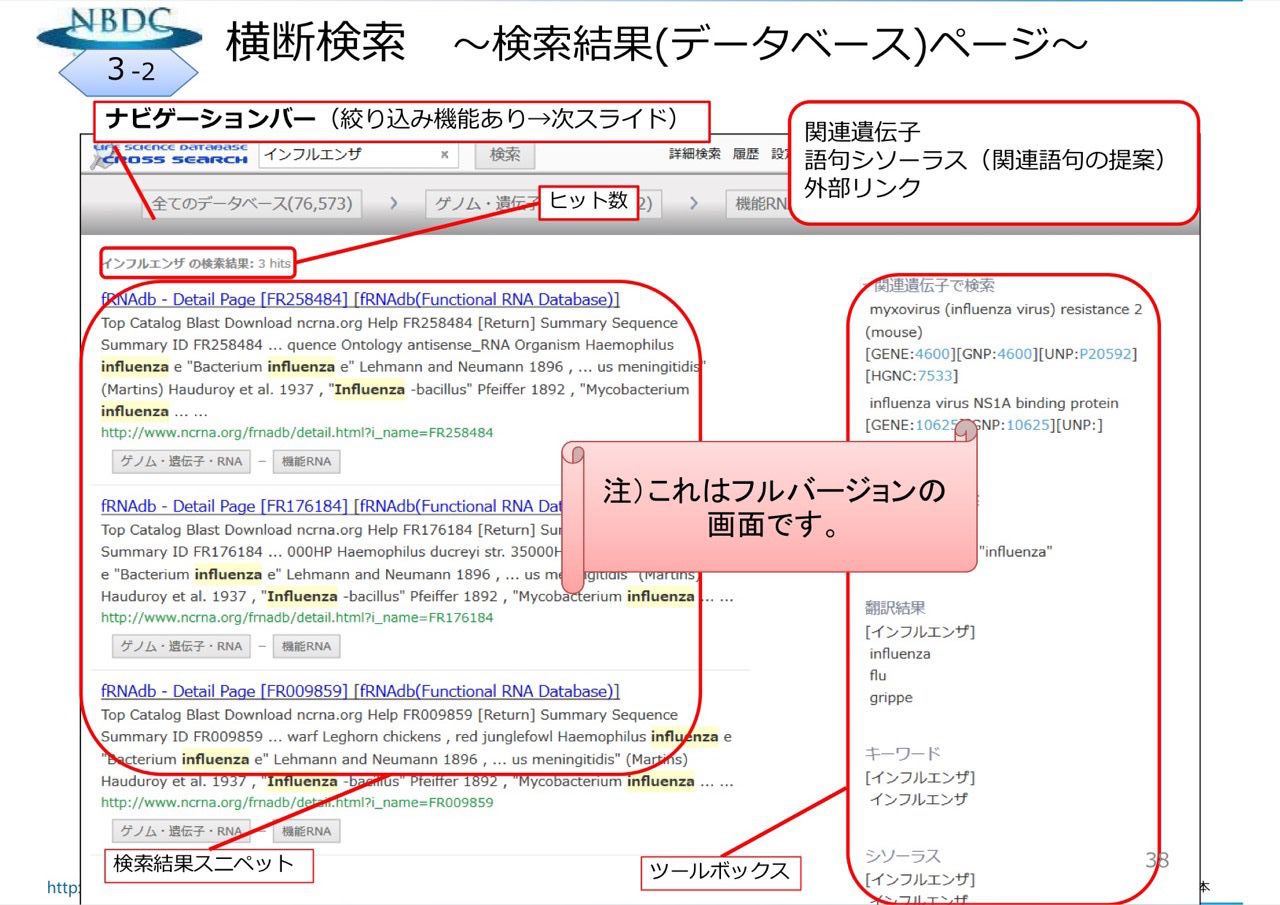 NBDC
3-2
横断検索 ～検索結果(データベース)ページ～
ナビゲーションバー（絞り込み機能あり→次スライド）
関連遺伝子
語句シソーラス（関連語句の提案）
外部リンク
LIFE SCIENCE DATABASE
CROSS SEARCH
インフルエンザ × 検索 詳細検索 履歴
全てのデータベース(76,573) > ゲノム・遺伝子 2) > 機能RN
ヒット数
インフルエンザ の検索結果: 3 hits
fRNAdb - Detail Page [FR258484] [fRNAdb(Functional RNA Database)]
Top Catalog Blast Download ncrna.org Help FR258484 [Return] Summary Sequence
Summary ID FR258484 ... quence Ontology antisense_RNA Organism Haemophilus
influenza e "Bacterium influenza e" Lehmann and Neumann 1896 , ... us meningitidis"
(Martins) Hauduroy et al. 1937 , "Influenza -bacillus" Pfeiffer 1892 , "Mycobacterium
influenza ... ...
http://www.ncrna.org/frnadb/detail.html?i_name=FR258484
ゲノム・遺伝子・RNA – 機能RNA
fRNAdb - Detail Page [FR176184] [fRNAdb(Functional RNA Dat
Top Catalog Blast Download ncrna.org Help FR176184 [Return] Sur
Summary ID FR176184 ... 000HP Haemophilus ducreyi str. 35000H
e "Bacterium influenza e" Lehmann and Neumann 1896 , ... us meningitidis" (Martins)
Hauduroy et al. 1937 , "Influenza -bacillus" Pfeiffer 1892 , "Mycobacterium influenza ... ...
http://www.ncrna.org/frnadb/detail.html?i_name=FR176184
ゲノム・遺伝子・RNA – 機能RNA
fRNAdb - Detail Page [FR009859] [fRNAdb(Functional RNA Database)]
Top Catalog Blast Download ncrna.org Help FR009859 [Return] Summary Sequence
Summary ID FR009859 ... warf Leghorn chickens , red junglefowl Haemophilus influenza e
"Bacterium influenza e" Lehmann and Neumann 1896 , ... us meningitidis" (Martins)
Hauduroy et al. 1937 , "Influenza -bacillus" Pfeiffer 1892 , "Mycobacterium influenza ... ...
http://www.ncrna.org/frnadb/detail.html?i_name=FR009859
ゲノム・遺伝子・RNA – 機能RNA
検索結果スニペット
関連遺伝子で検索
myxovirus (influenza virus) resistance 2
(mouse)
[GENE:4600][GNP:4600][UNP:P20592]
[HGNC:7533]
influenza virus NS1A binding protein
[GENE:10625][GNP:10625][UNP:]
注）これはフルバージョンの
画面です。
"influenza"
翻訳結果
[インフルエンザ]
influenza
flu
grippe
キーワード
[インフルエンザ]
インフルエンザ
シソーラス
[インフルエンザ]
インフルエンザ
ツールボックス
38
http:
本